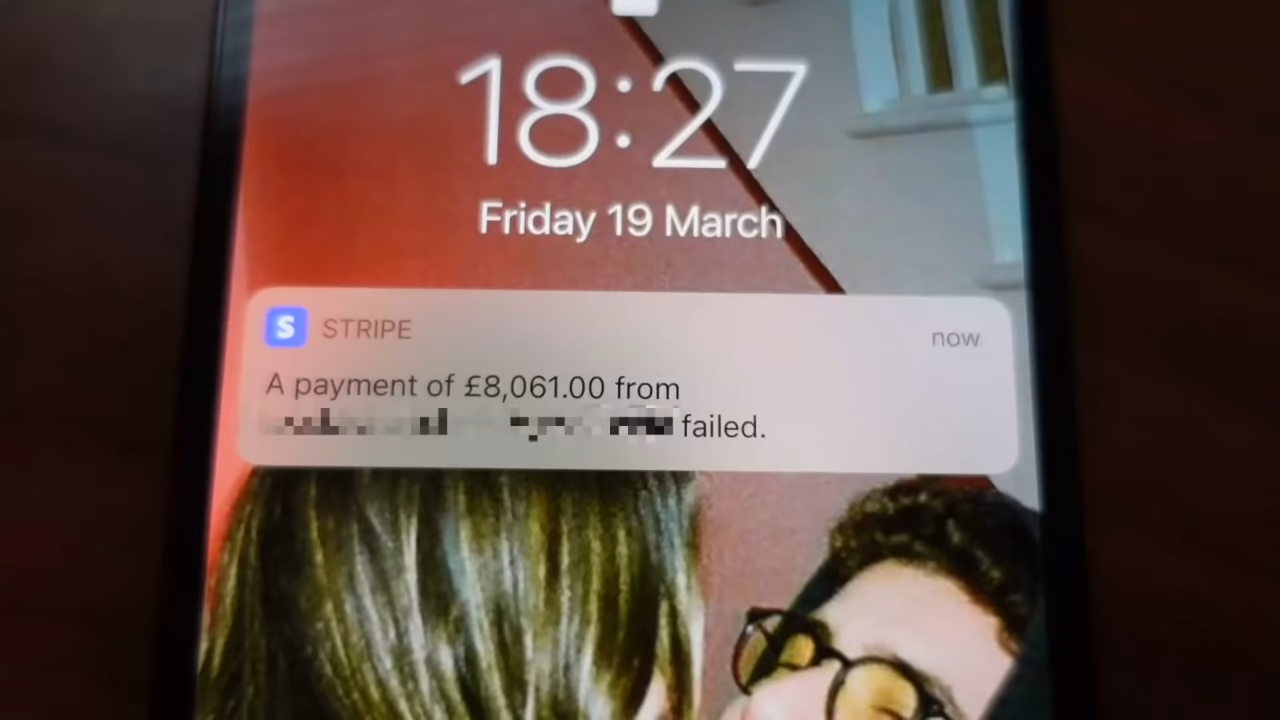 18:27
Friday 19 March
S STRIPE now
A payment of £8,061.00 from
failed.